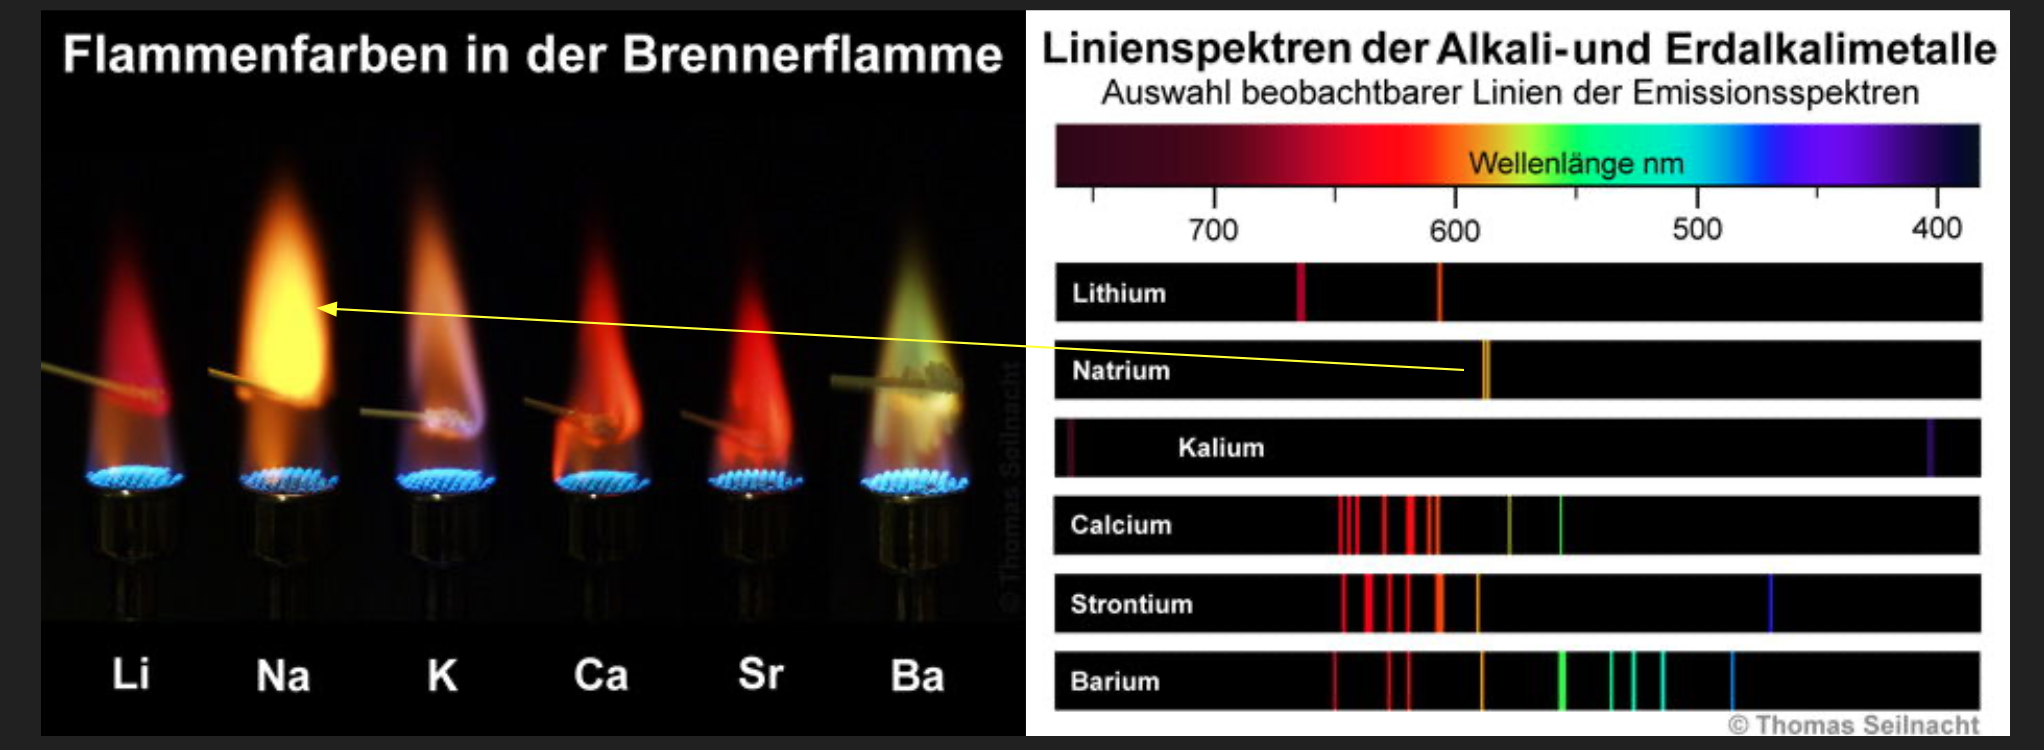 Flammenfarben in der Brennerflamme
Li Na K Ca Sr Ba
© Thomas Seilnacht
Linienspektren der Alkali-und Erdalkalimetalle
Auswahl beobachtbarer Linien der Emissionsspektren
Wellenlänge nm
700 600 500 400
Lithium
Natrium
Kalium
Calcium
Strontium
Barium
© Thomas Seilnacht